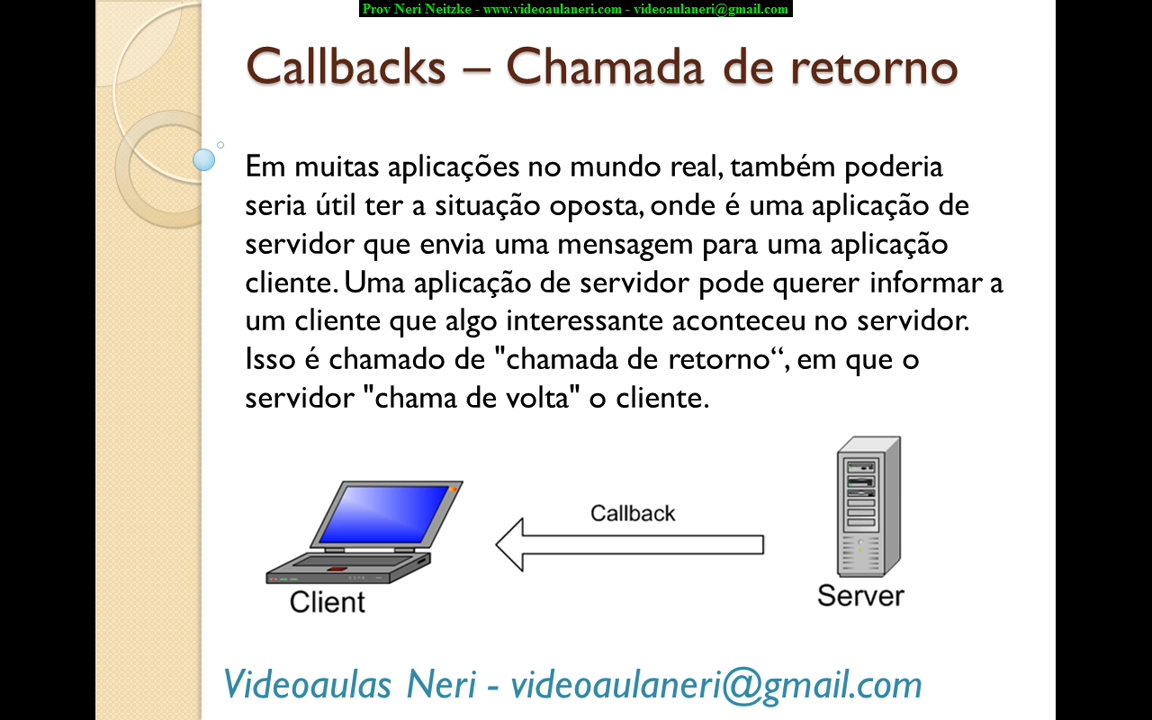 Prov Neri Neitzke - www.videoaulaneri.com - videoaulaneri@gmail.com
Callbacks – Chamada de retorno
Em muitas aplicações no mundo real, também poderia
seria útil ter a situação oposta, onde é uma aplicação de
servidor que envia uma mensagem para uma aplicação
cliente. Uma aplicação de servidor pode querer informar a
um cliente que algo interessante aconteceu no servidor.
Isso é chamado de "chamada de retorno“, em que o
servidor "chama de volta" o cliente.
Callback
Client
Server
Videoaulas Neri - videoaulaneri@gmail.com